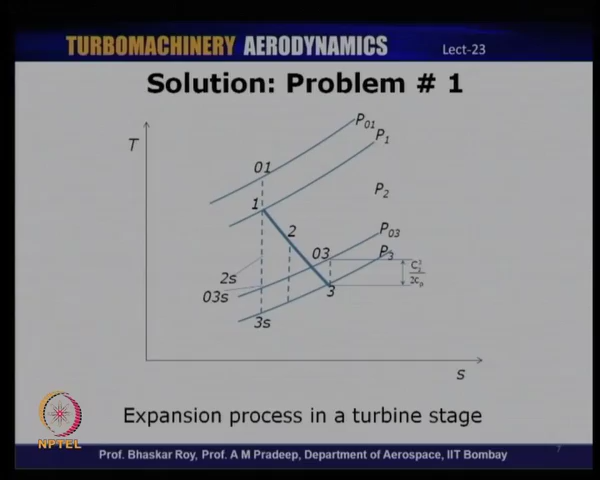 TURBOMACHINERY AERODYNAMICS
Lect-23
Solution: Problem # 1
T
P01
P1
01
1
P2
2
03
P03
P3
2s
03s
3
3s
s
Expansion process in a turbine stage
NPTEL
Prof. Bhaskar Roy, Prof. A M Pradeep, Department of Aerospace, IIT Bombay
7